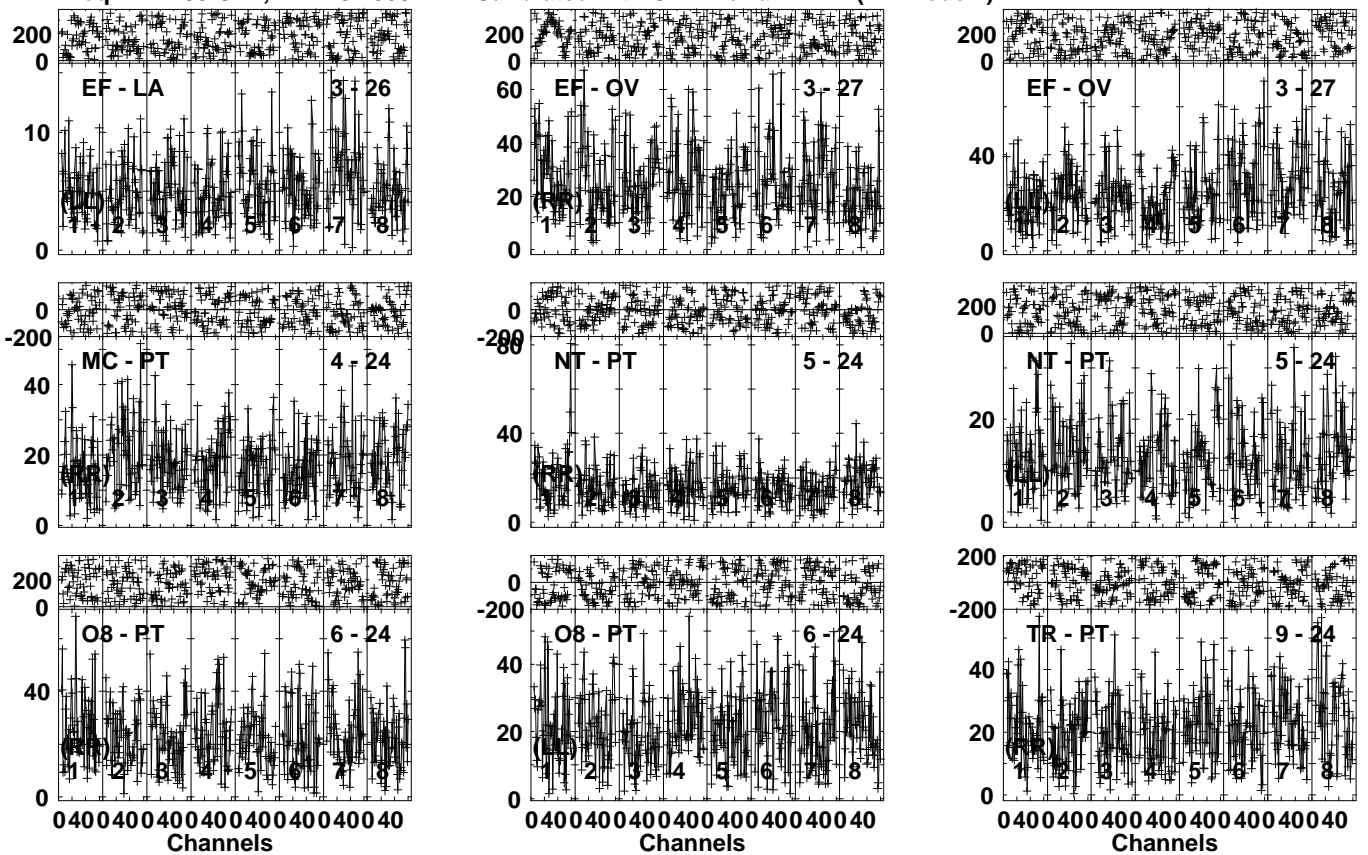 200 200 200
0 0 0
EF - LA 3 - 26 EF - OV 3 - 27 EF - OV 3 - 27
60
10 40 40
20
(LL) (RR) (LL)
1 2 3 4 5 6 7 8 1 2 3 4 5 6 7 8 1 2 3 4 5 6 7 8
0 0 0
0 0 200
-200 -200 0
80
MC - PT 4 - 24 NT - PT 5 - 24 NT - PT 5 - 24
40 40 20
20
(RR) (RR) (LL)
1 2 3 4 5 6 7 8 1 2 3 4 5 6 7 8 1 2 3 4 5 6 7 8
0 0 0
200 0 200
0 -200 0
-200
O8 - PT 6 - 24 O8 - PT 6 - 24 TR - PT 9 - 24
40 40 40
20 20
(RR) (LL) (RR)
1 2 3 4 5 6 7 8 1 2 3 4 5 6 7 8 1 2 3 4 5 6 7 8
0 0 0
0 40 0 40 0 40 0 40 0 40 0 40 0 40 0 40 0 40 0 40 0 40 0 40 0 40 0 40 0 40 0 40 0 40 0 40 0 40 0 40 0 40 0 40 0 40 0 40
Channels Channels Channels